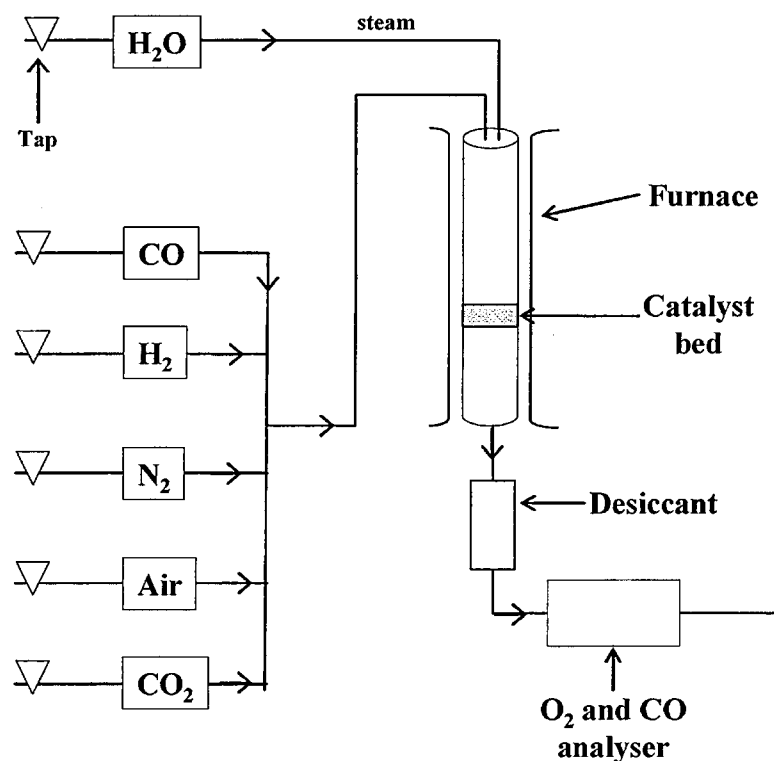 steam
H₂O
Tap
CO
H₂
N₂
Air
CO₂
Furnace
Catalyst
bed
Desiccant
O₂ and CO
analyser